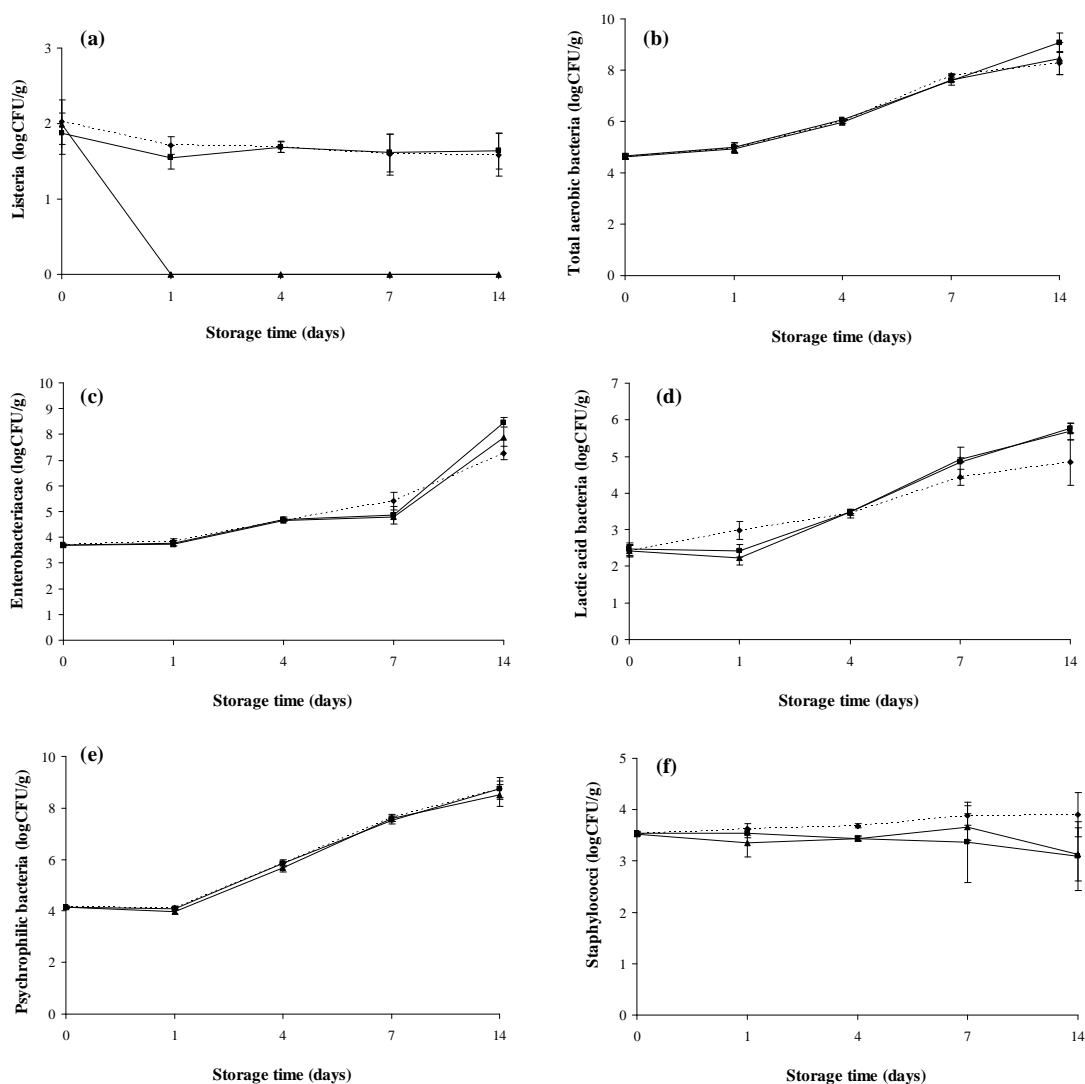 (a)
3
2
1
0
Listeria (logCFU/g)
0 1 4 7 14
Storage time (days)
(b)
10
8
6
4
2
0
Total aerobic bacteria (logCFU/g)
0 1 4 7 14
Storage time (days)
(c)
10
9
8
7
6
5
4
3
2
1
0
Enterobacteriacae (logCFU/g)
0 1 4 7 14
Storage time (days)
(d)
7
6
5
4
3
2
1
0
Lactic acid bacteria (logCFU/g)
0 1 4 7 14
Storage time (days)
(e)
10
8
6
4
2
0
Psychrophilic bacteria (logCFU/g)
0 1 4 7 14
Storage time (days)
(f)
5
4
3
2
1
0
Staphylococci (logCFU/g)
0 1 4 7 14
Storage time (days)